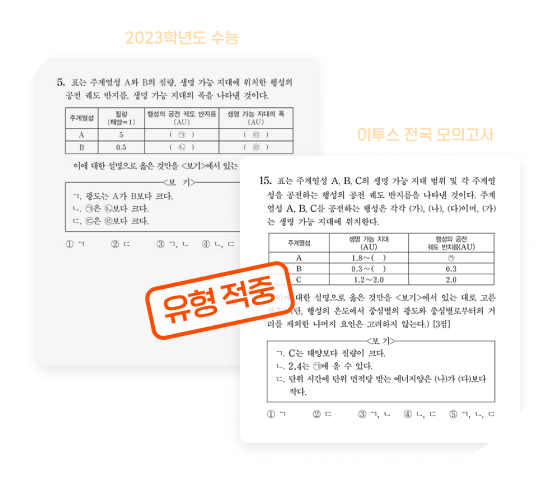 2023학년도 수능
5. 표는 주계열성 A와 B의 질량, 생명 가능 지대에 위치한 행성의
공전 궤도 반지름, 생명 가능 지대의 폭을 나타낸 것이다.
주계열성 질량 (태양=1) 행성의 공전 궤도 반지름 (AU) 생명 가능 지대의 폭 (AU)
A 5 ( ㉠ ) ( ㉢ )
B 0.5 ( ㉡ ) ( ㉣ )
이에 대한 설명으로 옳은 것만을 <보기>에서 있는
<보 기>
ㄱ. 광도는 A가 B보다 크다.
ㄴ. ㉠은 ㉡보다 크다.
ㄷ. ㉢은 ㉣보다 크다.
① ㄱ ② ㄷ ③ ㄱ, ㄴ ④ ㄴ, ㄷ
이투스 전국 모의고사
15. 표는 주계열성 A, B, C의 생명 가능 지대 범위 및 각 주계열
성을 공전하는 행성의 공전 궤도 반지름을 나타낸 것이다. 주계
열성 A, B, C를 공전하는 행성은 각각 (가), (나), (다)이며, (가)
는 생명 가능 지대에 위치한다.
주계열성 생명 가능 지대 (AU) 행성의 공전 궤도 반지름(AU)
A 1.8～( ) ㉠
B 0.3～( ) 0.3
C 1.2～2.0 2.0
대한 설명으로 옳은 것만을 <보기>에서 있는 대로 고른
행성의 온도에서 중심별의 광도와 중심별로부터의 거
리를 제외한 나머지 요인은 고려하지 않는다.) [3점]
<보 기>
ㄱ. C는 태양보다 질량이 크다.
ㄴ. 2.4는 ㉠에 올 수 있다.
ㄷ. 단위 시간에 단위 면적당 받는 에너지양은 (나)가 (다)보다
작다.
① ㄱ ② ㄷ ③ ㄱ, ㄴ ④ ㄴ, ㄷ ⑤ ㄱ, ㄴ, ㄷ
유형 적중